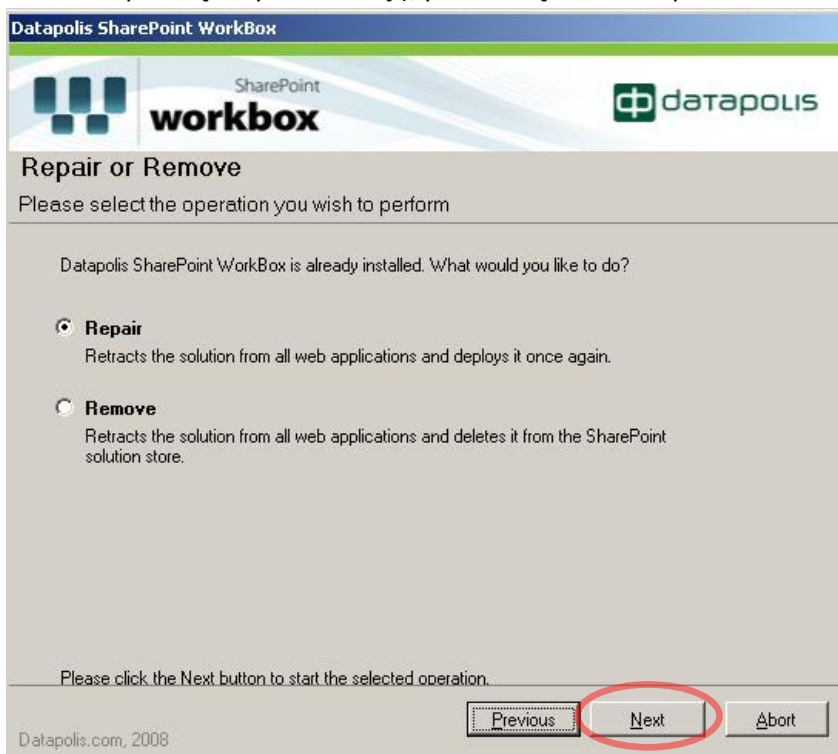 Datapolis SharePoint WorkBox
SharePoint
workbox
datapolis
Repair or Remove
Please select the operation you wish to perform
Datapolis SharePoint WorkBox is already installed. What would you like to do?
Repair
Retracts the solution from all web applications and deploys it once again.
Remove
Retracts the solution from all web applications and deletes it from the SharePoint
solution store.
Please click the Next button to start the selected operation.
Previous Next Abort
Datapolis.com, 2008